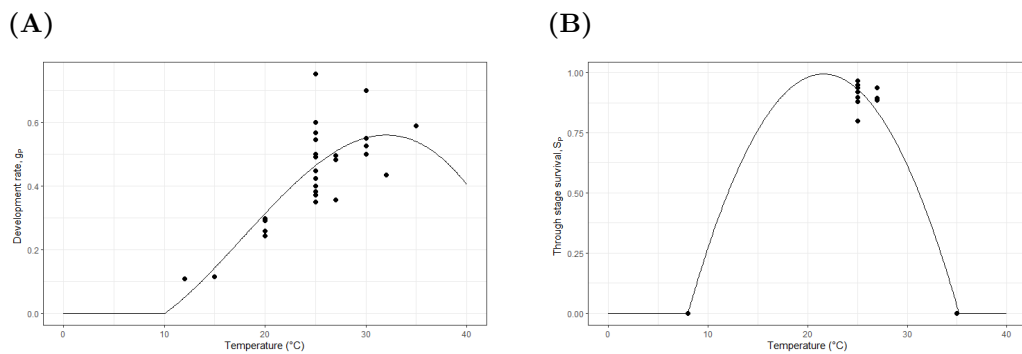 (A)
(B)
Development rate, gP
0.6
0.4
0.2
0.0
0 10 20 30 40
Temperature (°C)
Through stage survival, SP
1.00
0.75
0.50
0.25
0.00
0 10 20 30 40
Temperature (°C)